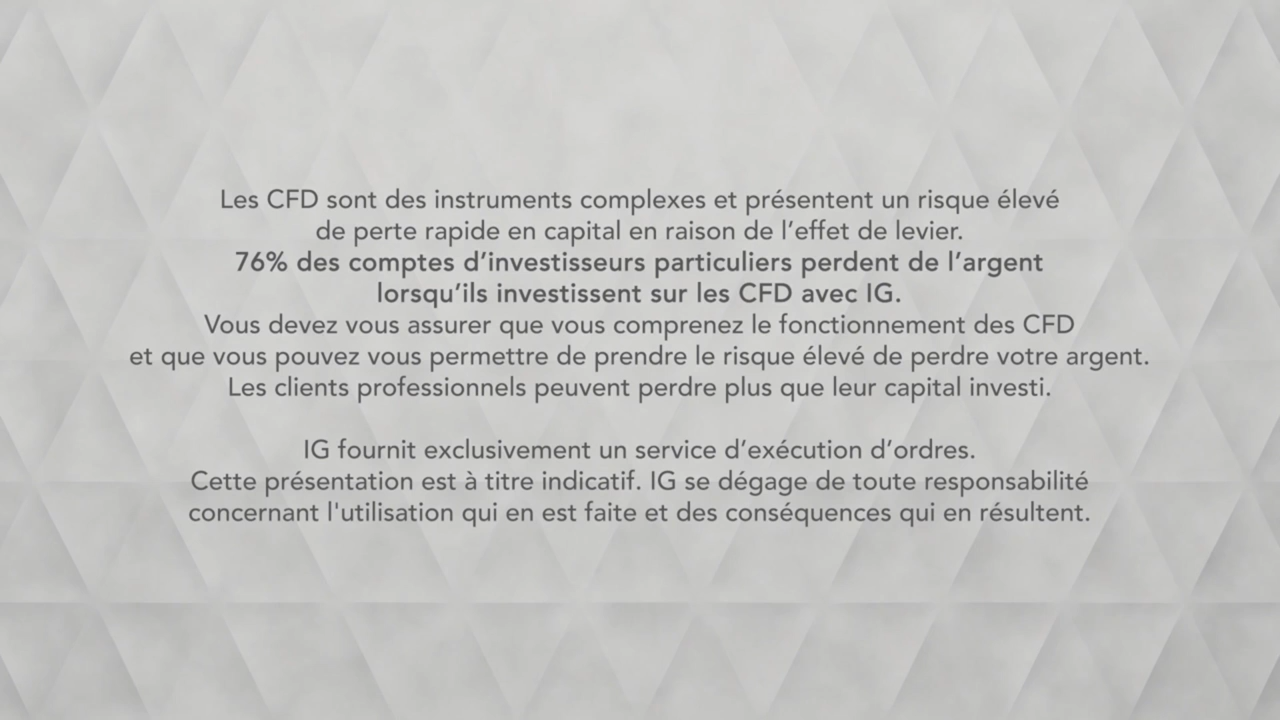 Les CFD sont des instruments complexes et présentent un risque élevé
de perte rapide en capital en raison de l’effet de levier.
76% des comptes d’investisseurs particuliers perdent de l’argent
lorsqu’ils investissent sur les CFD avec IG.
Vous devez vous assurer que vous comprenez le fonctionnement des CFD
et que vous pouvez vous permettre de prendre le risque élevé de perdre votre argent.
Les clients professionnels peuvent perdre plus que leur capital investi.
IG fournit exclusivement un service d’exécution d’ordres.
Cette présentation est à titre indicatif. IG se dégage de toute responsabilité
concernant l'utilisation qui en est faite et des conséquences qui en résultent.